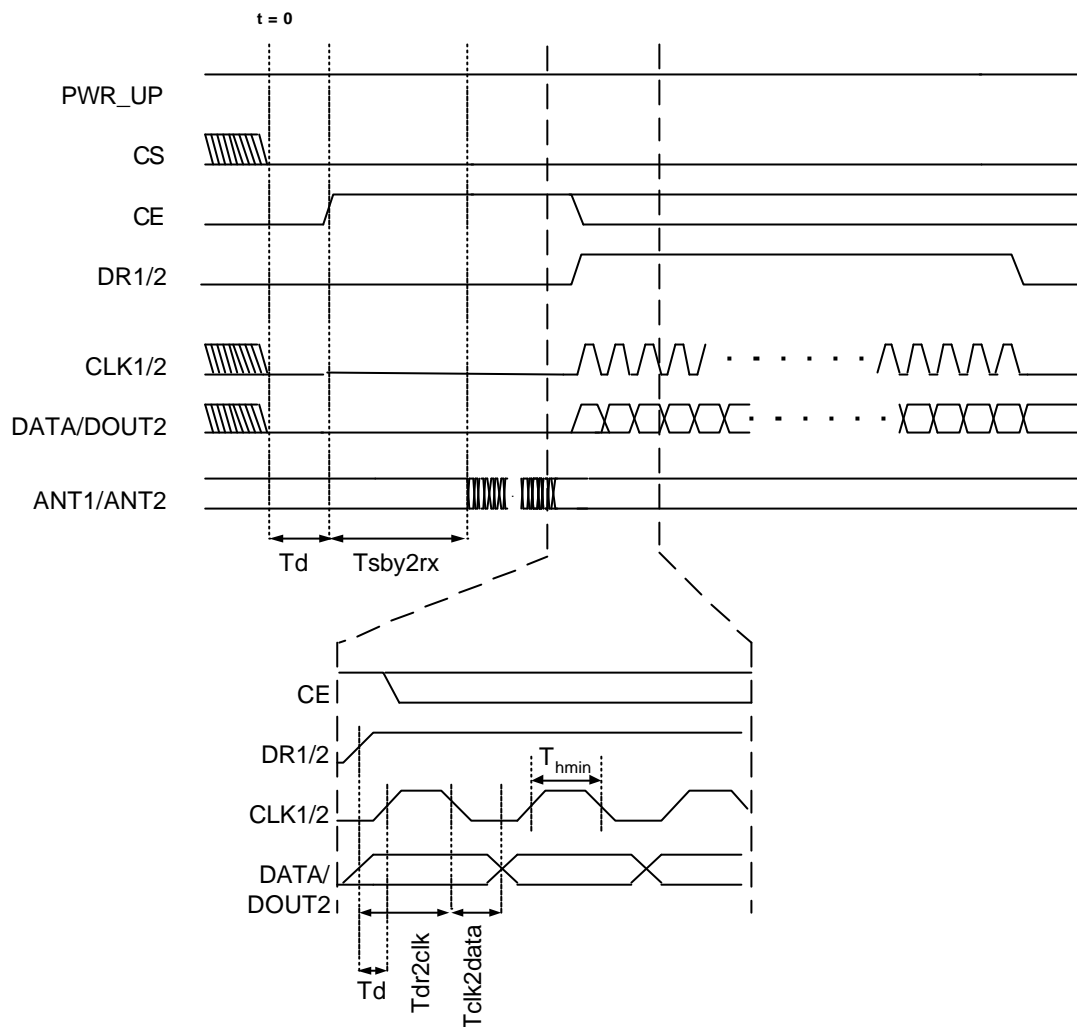 t = 0
PWR_UP
CS
CE
DR1/2
CLK1/2
DATA/DOUT2
ANT1/ANT2
Td
Tsby2rx
CE
DR1/2
Thmin
CLK1/2
DATA/
DOUT2
Td
Tdr2clk
Tclk2data